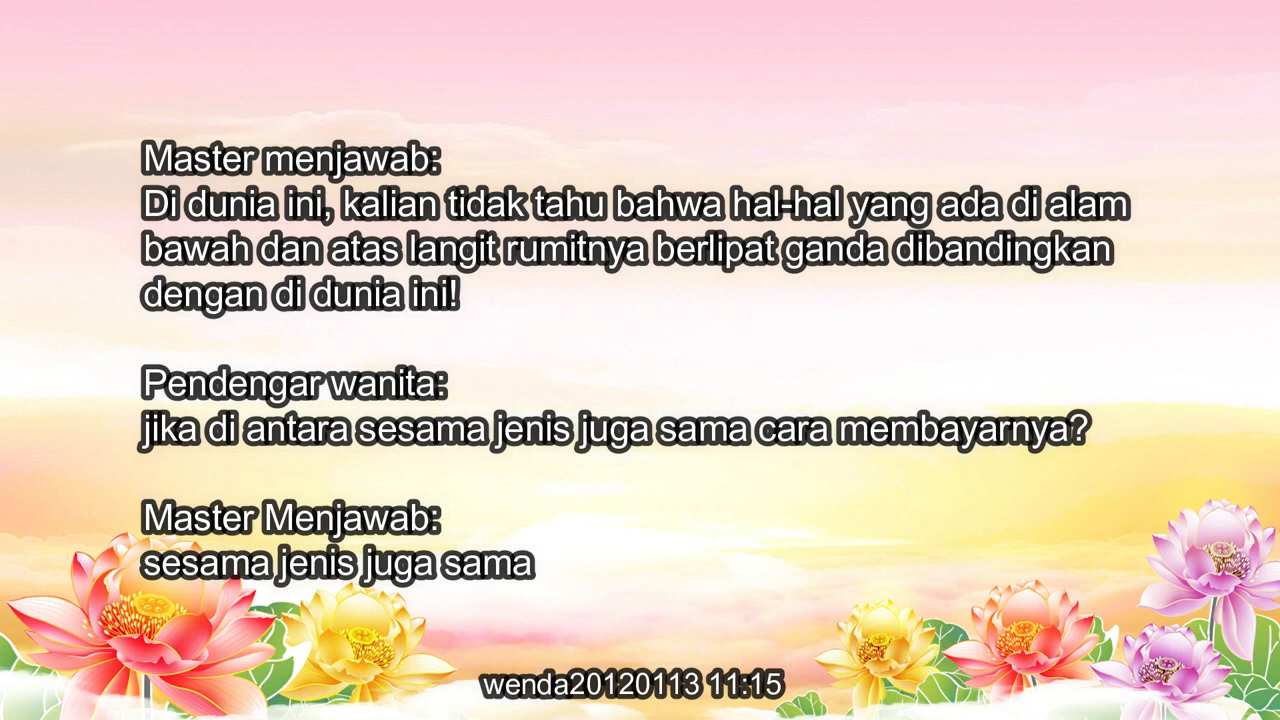 Master menjawab:
Di dunia ini, kalian tidak tahu bahwa hal-hal yang ada di alam
bawah dan atas langit rumitnya berlipat ganda dibandingkan
dengan di dunia ini!
Pendengar wanita:
jika di antara sesama jenis juga sama cara membayarnya?
Master Menjawab:
sesama jenis juga sama
wenda20120113 11:15